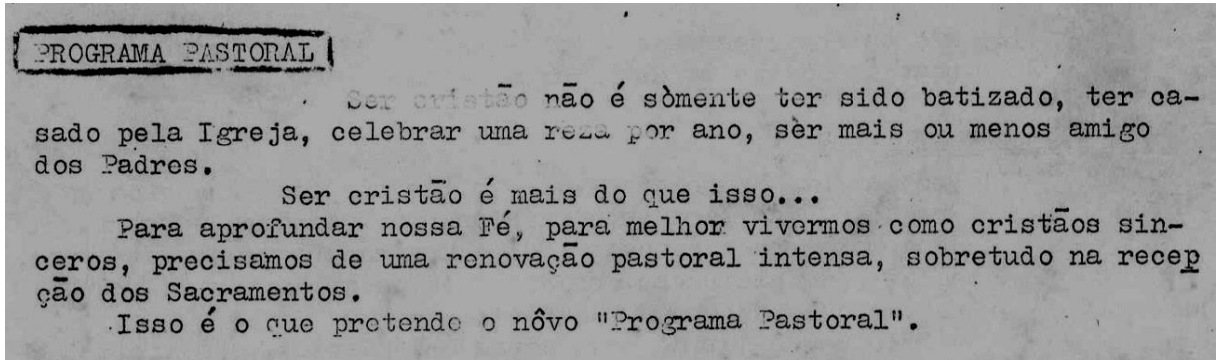 PROGRAMA PASTORAL
Ser cristão não é sòmente ter sido batizado, ter ca-
sado pela Igreja, celebrar uma reza por ano, sèr mais ou menos amigo
dos Padres.
Ser cristão é mais do que isso...
Para aprofundar nossa Fé, para melhor vivermos como cristãos sin-
ceros, precisamos de uma renovação pastoral intensa, sobretudo na recep
ção dos Sacramentos.
Isso é o que pretende o nôvo "Programa Pastoral".